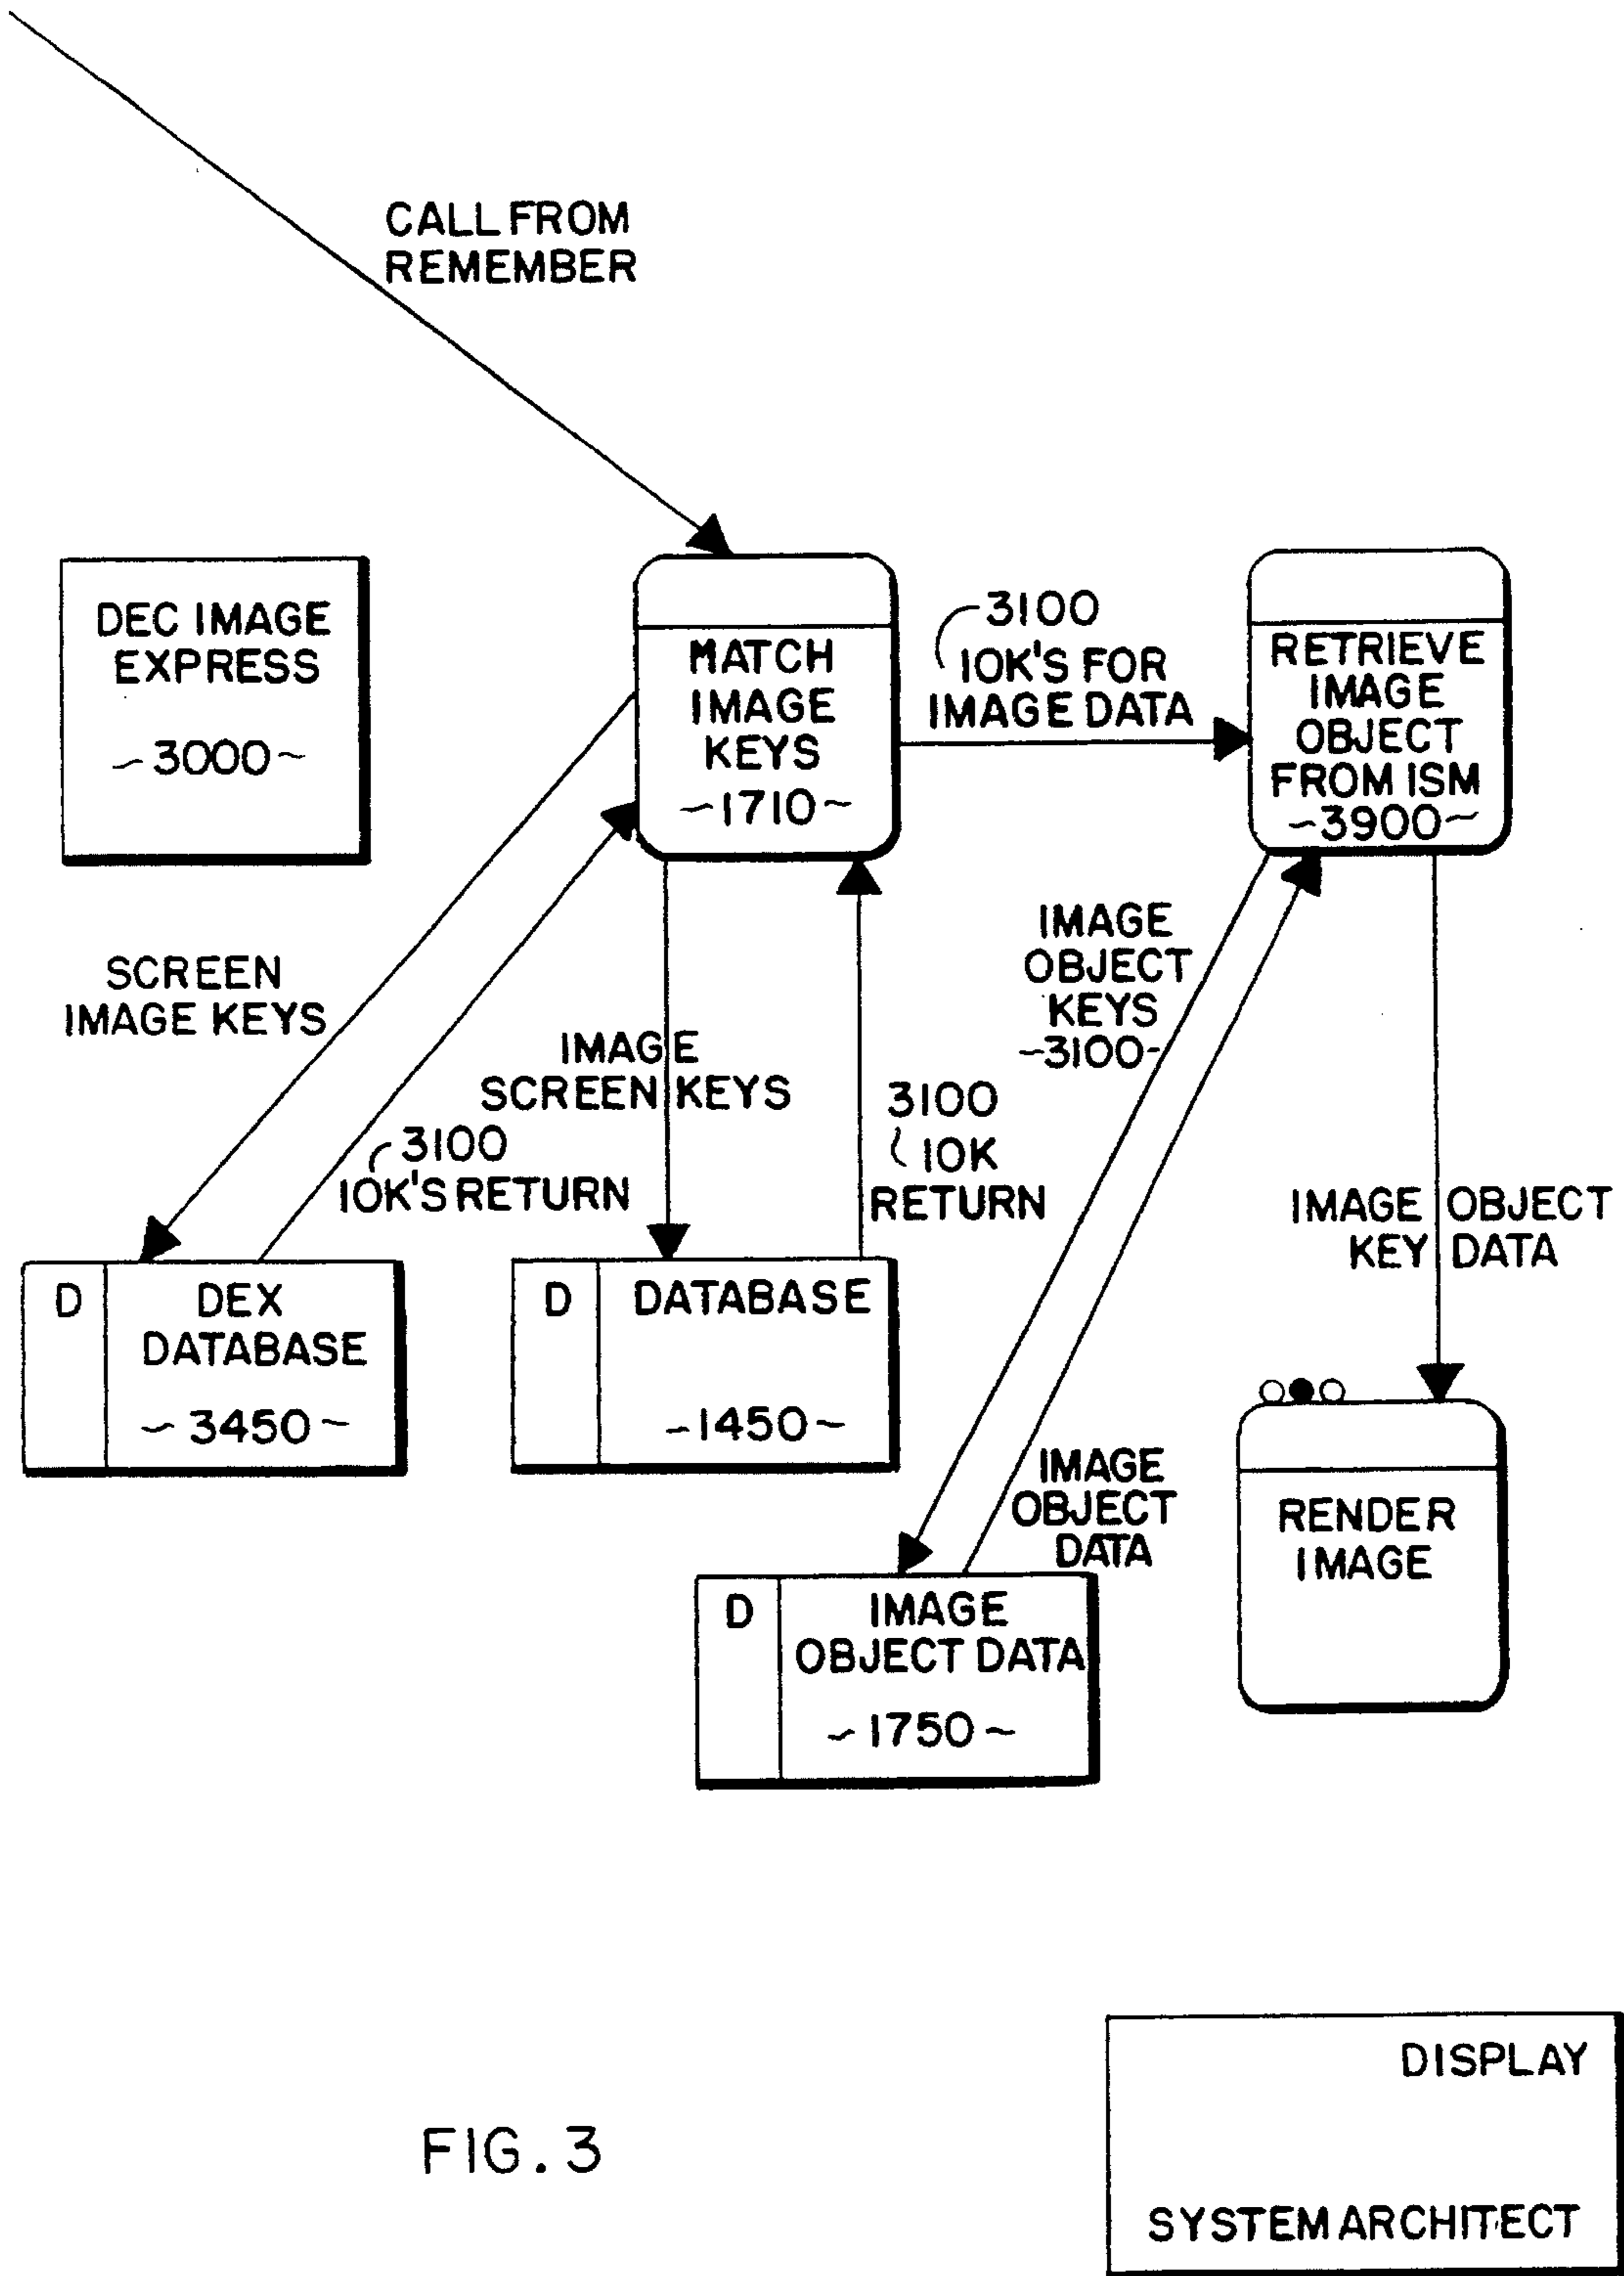 CALL FROM
REMEMBER
DEC IMAGE
EXPRESS
~3000~
MATCH
IMAGE
KEYS
~1710~
3100
IOK'S FOR
IMAGE DATA
RETRIEVE
IMAGE
OBJECT
FROM ISM
~3900~
SCREEN
IMAGE KEYS
3100
IOK'S RETURN
IMAGE
SCREEN KEYS
3100
IOK
RETURN
IMAGE
OBJECT
KEYS
~3100~
IMAGE OBJECT
KEY DATA
D
DEX
DATABASE
~3450~
D
DATABASE
~1450~
IMAGE
OBJECT
DATA
D
IMAGE
OBJECT DATA
~1750~
RENDER
IMAGE
FIG. 3
DISPLAY
SYSTEM ARCHITECT